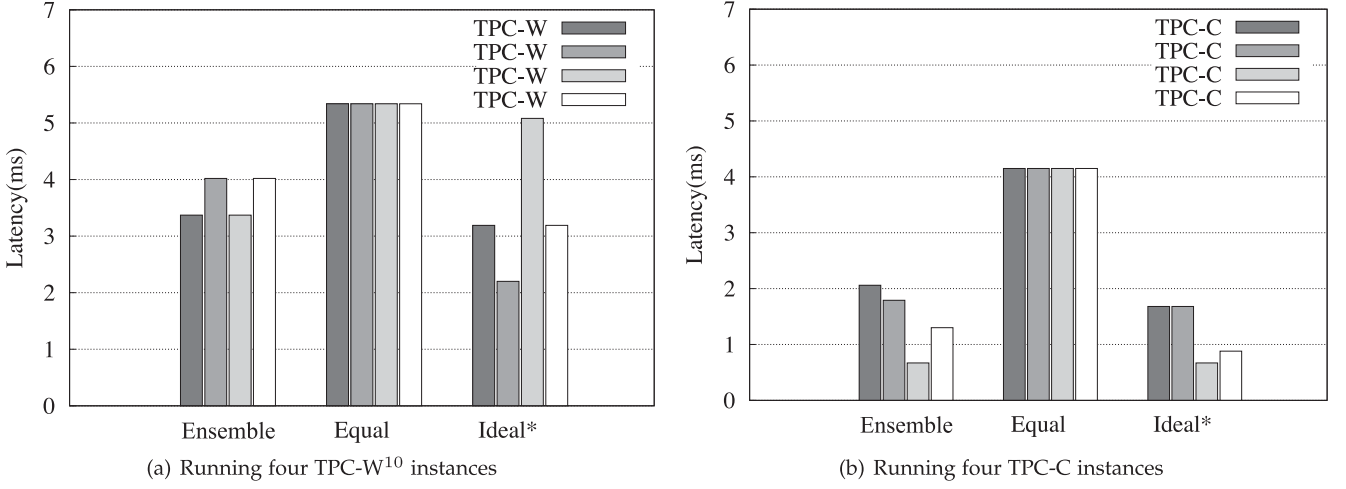 7
6
5
4
3
2
1
0
Latency(ms)
TPC-W
TPC-W
TPC-W
TPC-W
Ensemble Equal Ideal*
(a) Running four TPC-W¹⁰ instances
7
6
5
4
3
2
1
0
Latency(ms)
TPC-C
TPC-C
TPC-C
TPC-C
Ensemble Equal Ideal*
(b) Running four TPC-C instances